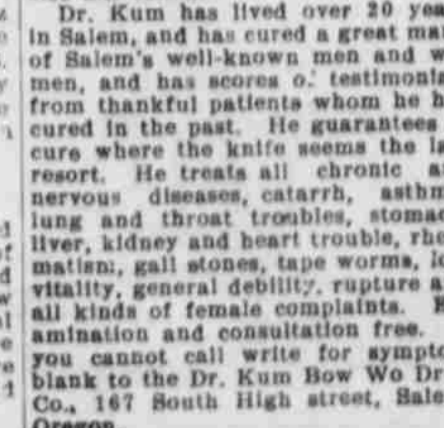 Dr. Kum has lived over 20 yea
in Salem, and has cured a great ma
of Salem's well-known men and w
men, and has scores o. testimonia
from thankful patients whom he h
cured in the past. He guarantees
cure where the knife seems the la
resort. He treats all chronic a
nervous diseases, catarrh, asthm
lung and throat troubles, stomac
liver, kidney and heart trouble, rhe
matism, gall stones, tape worms, lo
vitality, general debility, rupture a
all kinds of female complaints. E
amination and consultation free.
you cannot call write for sympto
blank to the Dr. Kum Bow Wo Dr
Co., 167 South High street, Sale
Oregon